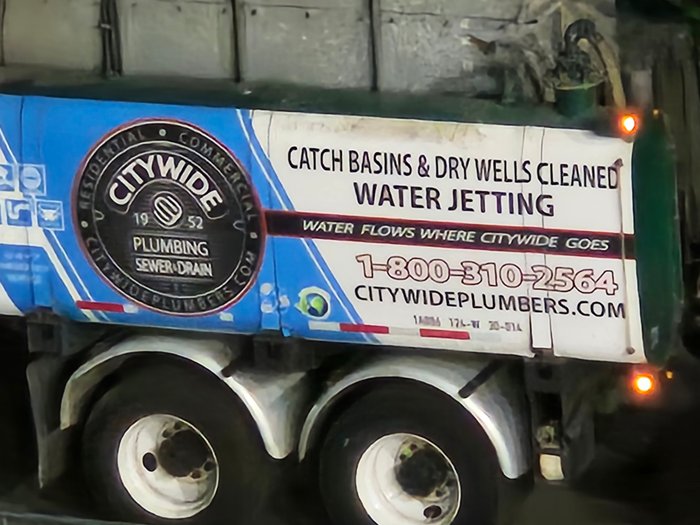 RESIDENTIAL • COMMERCIAL
CITYWIDE
19 52
PLUMBING
SEWER & DRAIN
CITYWIDEPLUMBERS.COM
CATCH BASINS & DRY WELLS CLEANED
WATER JETTING
WATER FLOWS WHERE CITYWIDE GOES
1-800-310-2564
CITYWIDEPLUMBERS.COM